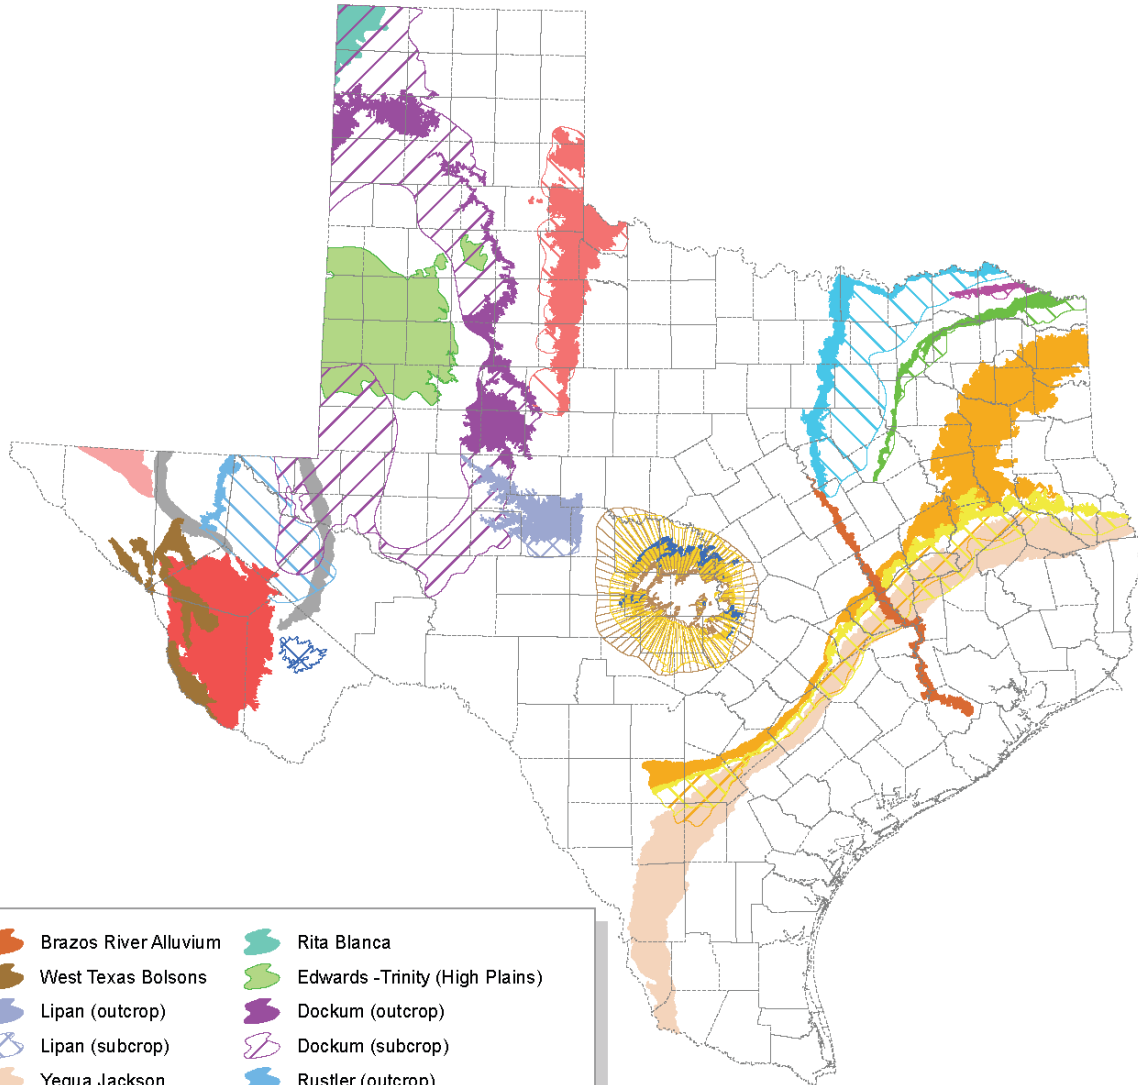 Brazos River Alluvium
West Texas Bolsons
Lipan (outcrop)
Lipan (subcrop)
Yegua Jackson
Rita Blanca
Edwards -Trinity (High Plains)
Dockum (outcrop)
Dockum (subcrop)
Rustler (outcrop)